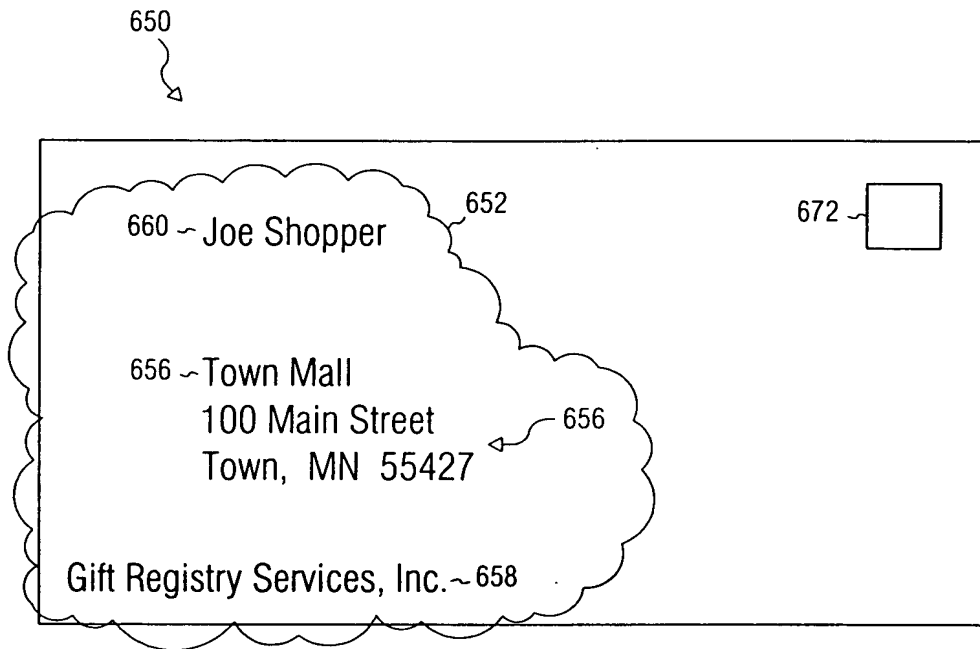 650
652
660 ~ Joe Shopper
672
656 ~ Town Mall
100 Main Street
656
Town, MN 55427
Gift Registry Services, Inc. ~ 658